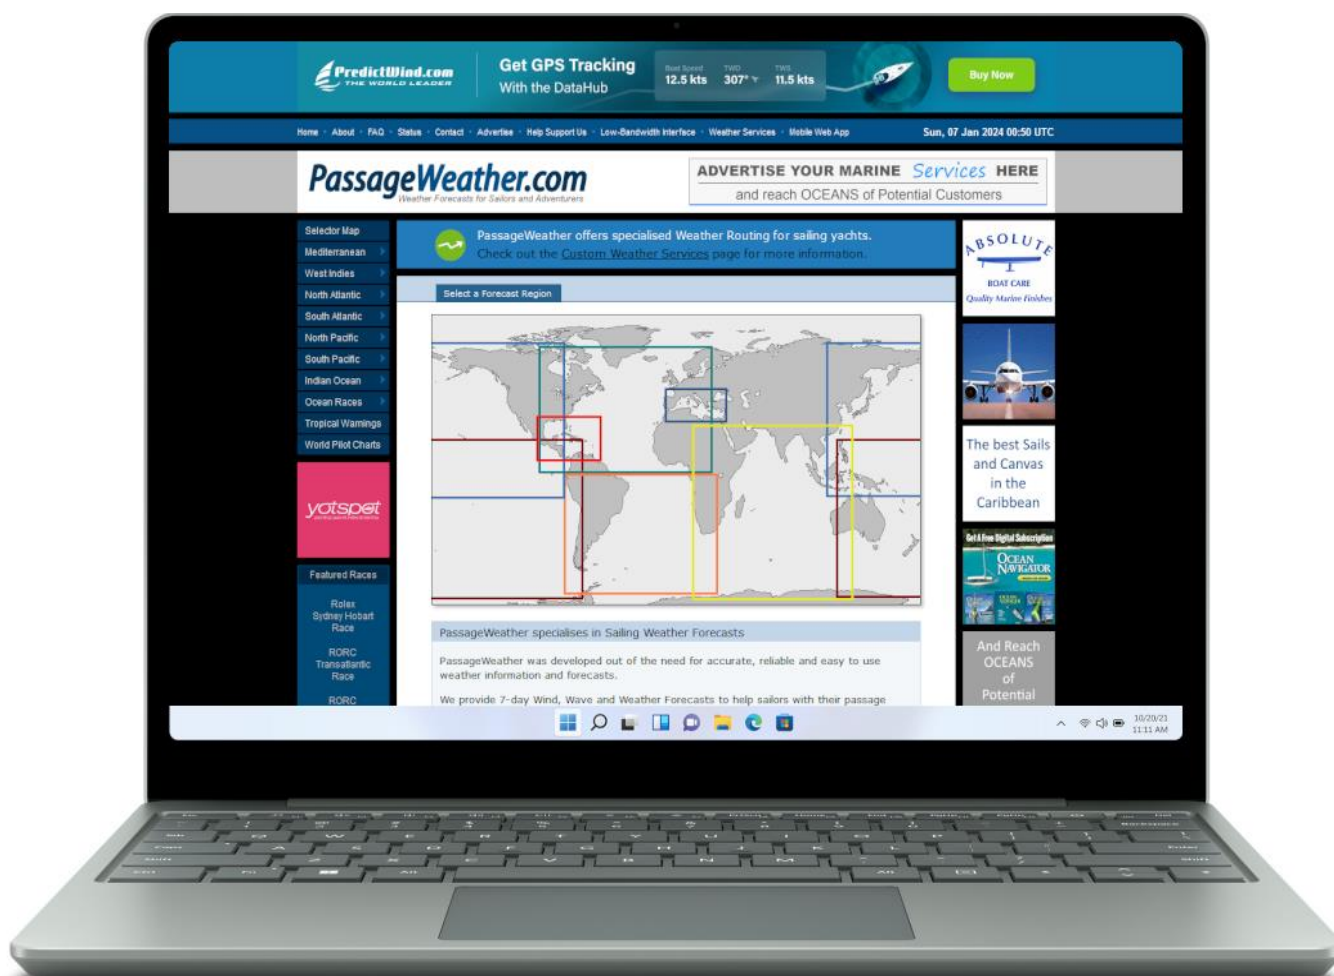 PredictWind.com
THE WORLD LEADER
Get GPS Tracking
With the DataHub
Boat Speed TWD TWS
12.5 kts 307° 11.5 kts
Buy Now
Home · About · FAQ · Status · Contact · Advertise · Help Support Us · Low-Bandwidth Interface · Weather Services · Mobile Web App
Sun, 07 Jan 2024 00:50 UTC
PassageWeather.com
Weather Forecasts for Sailors and Adventurers
ADVERTISE YOUR MARINE Services HERE
and reach OCEANS of Potential Customers
Selector Map
Mediterranean
West Indies
North Atlantic
South Atlantic
North Pacific
South Pacific
Indian Ocean
Ocean Races
Tropical Warnings
World Pilot Charts
yotspot
Featured Races
Rolex
Sydney Hobart
Race
RORC
Transatlantic
Race
RORC
PassageWeather offers specialised Weather Routing for sailing yachts.
Check out the Custom Weather Services page for more information.
Select a Forecast Region
PassageWeather specialises in Sailing Weather Forecasts
PassageWeather was developed out of the need for accurate, reliable and easy to use
weather information and forecasts.
We provide 7-day Wind, Wave and Weather Forecasts to help sailors with their passage
ABSOLUTE
BOAT CARE
Quality Marine Finishes
The best Sails
and Canvas
in the
Caribbean
Get A Free Digital Subscription
OCEAN
NAVIGATOR
And Reach
OCEANS
of
Potential
10/20/21
11:11 AM